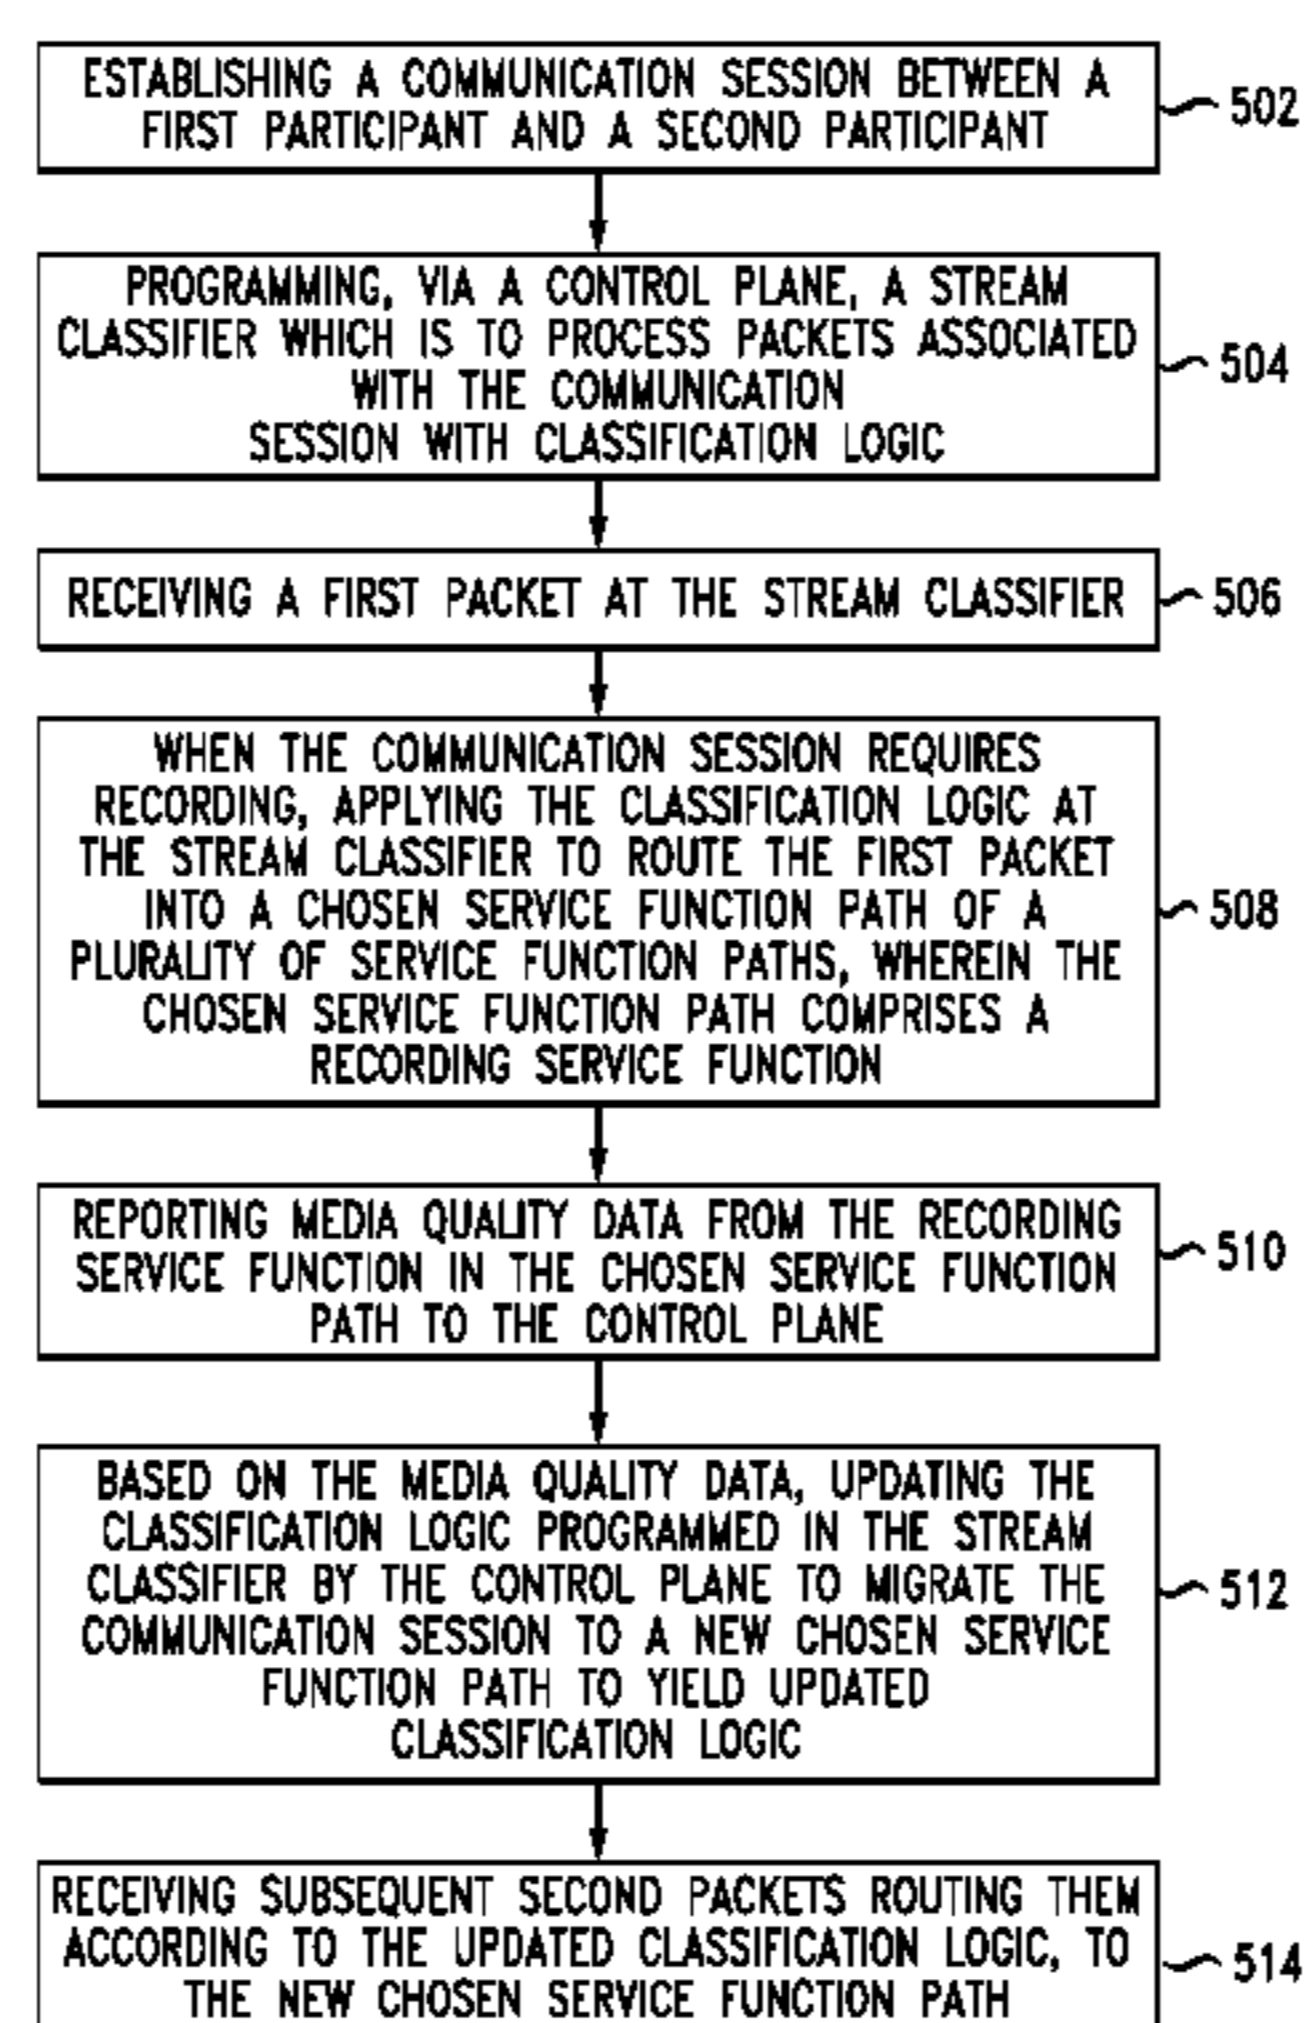 ESTABLISHING A COMMUNICATION SESSION BETWEEN A
FIRST PARTICIPANT AND A SECOND PARTICIPANT
502
PROGRAMMING, VIA A CONTROL PLANE, A STREAM
CLASSIFIER WHICH IS TO PROCESS PACKETS ASSOCIATED
WITH THE COMMUNICATION
SESSION WITH CLASSIFICATION LOGIC
504
RECEIVING A FIRST PACKET AT THE STREAM CLASSIFIER
506
WHEN THE COMMUNICATION SESSION REQUIRES
RECORDING, APPLYING THE CLASSIFICATION LOGIC AT
THE STREAM CLASSIFIER TO ROUTE THE FIRST PACKET
INTO A CHOSEN SERVICE FUNCTION PATH OF A
PLURALITY OF SERVICE FUNCTION PATHS, WHEREIN THE
CHOSEN SERVICE FUNCTION PATH COMPRISES A
RECORDING SERVICE FUNCTION
508
REPORTING MEDIA QUALITY DATA FROM THE RECORDING
SERVICE FUNCTION IN THE CHOSEN SERVICE FUNCTION
PATH TO THE CONTROL PLANE
510
BASED ON THE MEDIA QUALITY DATA, UPDATING THE
CLASSIFICATION LOGIC PROGRAMMED IN THE STREAM
CLASSIFIER BY THE CONTROL PLANE TO MIGRATE THE
COMMUNICATION SESSION TO A NEW CHOSEN SERVICE
FUNCTION PATH TO YIELD UPDATED
CLASSIFICATION LOGIC
512
RECEIVING SUBSEQUENT SECOND PACKETS ROUTING THEM
ACCORDING TO THE UPDATED CLASSIFICATION LOGIC, TO
THE NEW CHOSEN SERVICE FUNCTION PATH
514